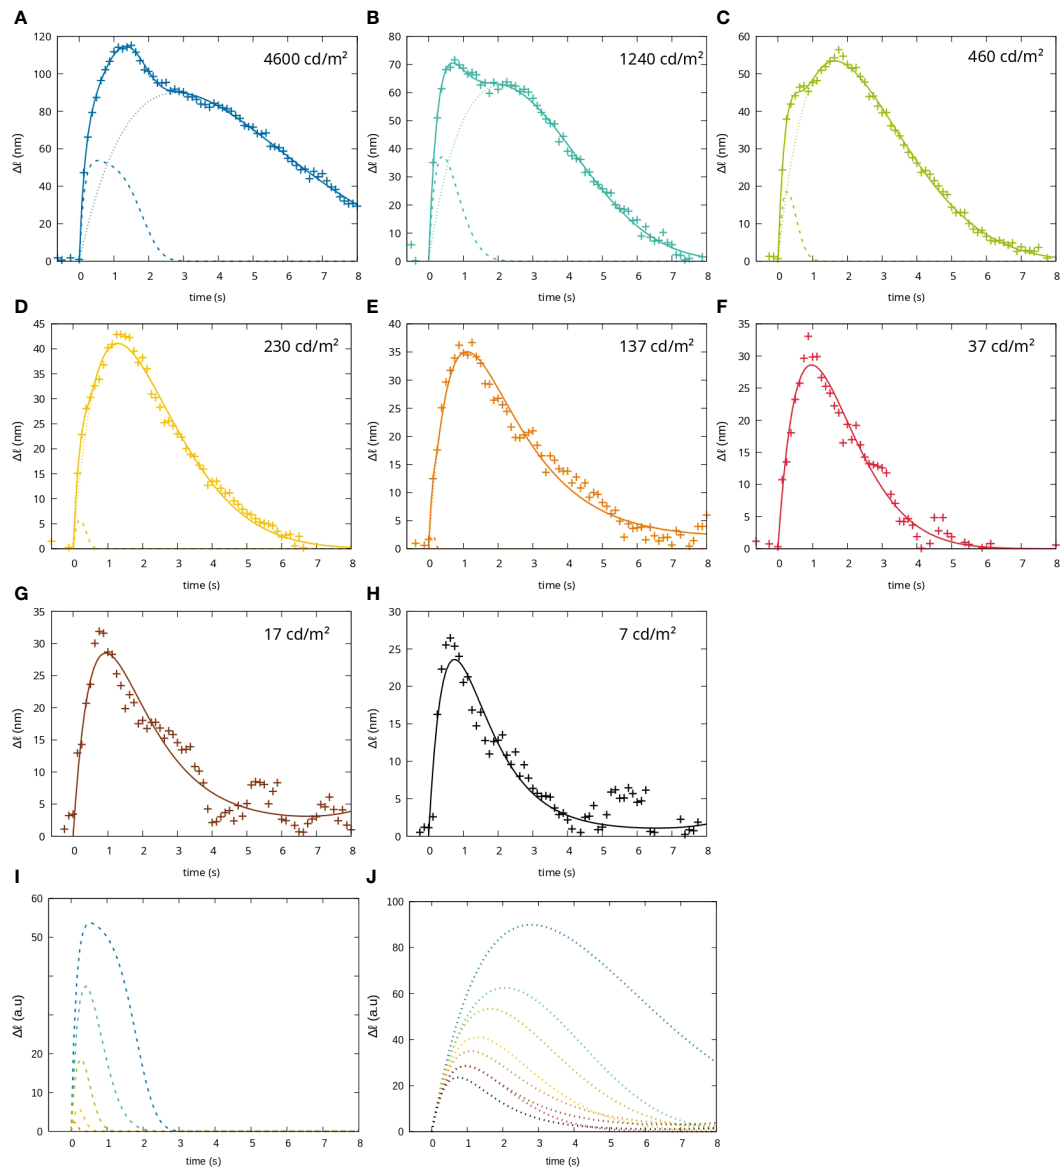 A
120
100
80
60
40
20
0
Δℓ (nm)
4600 cd/m²
0 1 2 3 4 5 6 7 8
time (s)
B
80
70
60
50
40
30
20
10
0
Δℓ (nm)
1240 cd/m²
0 1 2 3 4 5 6 7 8
time (s)
C
60
50
40
30
20
10
0
Δℓ (nm)
460 cd/m²
0 1 2 3 4 5 6 7 8
time (s)
D
45
40
35
30
25
20
15
10
5
0
Δℓ (nm)
230 cd/m²
0 1 2 3 4 5 6 7 8
time (s)
E
40
35
30
25
20
15
10
5
0
Δℓ (nm)
137 cd/m²
0 1 2 3 4 5 6 7 8
time (s)
F
35
30
25
20
15
10
5
0
Δℓ (nm)
37 cd/m²
0 1 2 3 4 5 6 7 8
time (s)
G
35
30
25
20
15
10
5
0
Δℓ (nm)
17 cd/m²
0 1 2 3 4 5 6 7 8
time (s)
H
30
25
20
15
10
5
0
Δℓ (nm)
7 cd/m²
0 1 2 3 4 5 6 7 8
time (s)
I
60
50
20
10
0
Δℓ (a.u)
0 1 2 3 4 5 6 7 8
time (s)
J
100
80
60
40
20
0
Δℓ (a.u)
0 1 2 3 4 5 6 7 8
time (s)